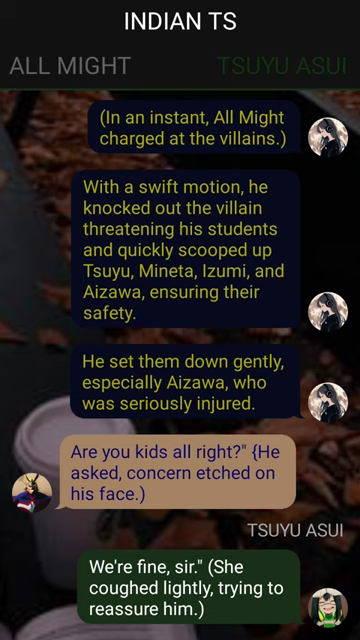 INDIAN TS
ALL MIGHT
TSUYU ASUI
(In an instant, All Might
charged at the villains.)
With a swift motion, he
knocked out the villain
threatening his students
and quickly scooped up
Tsuyu, Mineta, Izumi, and
Aizawa, ensuring their
safety.
He set them down gently,
especially Aizawa, who
was seriously injured.
Are you kids all right?" {He
asked, concern etched on
his face.)
TSUYU ASUI
We're fine, sir." (She
coughed lightly, trying to
reassure him.)